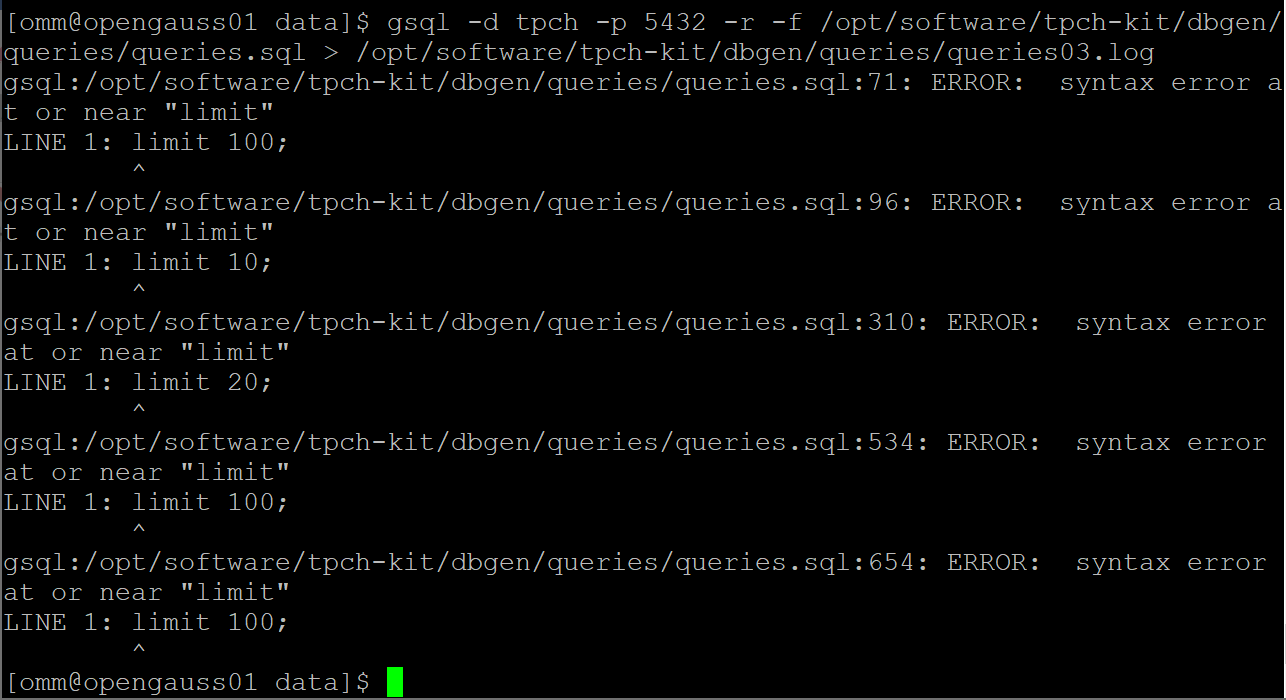 [omm@opengauss01 data]$ gsql -d tpch -p 5432 -r -f /opt/software/tpch-kit/dbgen/
queries/queries.sql > /opt/software/tpch-kit/dbgen/queries/queries03.log
gsql:/opt/software/tpch-kit/dbgen/queries/queries.sql:71: ERROR:  syntax error a
t or near "limit"
LINE 1: limit 100;
        ^
gsql:/opt/software/tpch-kit/dbgen/queries/queries.sql:96: ERROR:  syntax error a
t or near "limit"
LINE 1: limit 10;
        ^
gsql:/opt/software/tpch-kit/dbgen/queries/queries.sql:310: ERROR:  syntax error
at or near "limit"
LINE 1: limit 20;
        ^
gsql:/opt/software/tpch-kit/dbgen/queries/queries.sql:534: ERROR:  syntax error
at or near "limit"
LINE 1: limit 100;
        ^
gsql:/opt/software/tpch-kit/dbgen/queries/queries.sql:654: ERROR:  syntax error
at or near "limit"
LINE 1: limit 100;
        ^
[omm@opengauss01 data]$